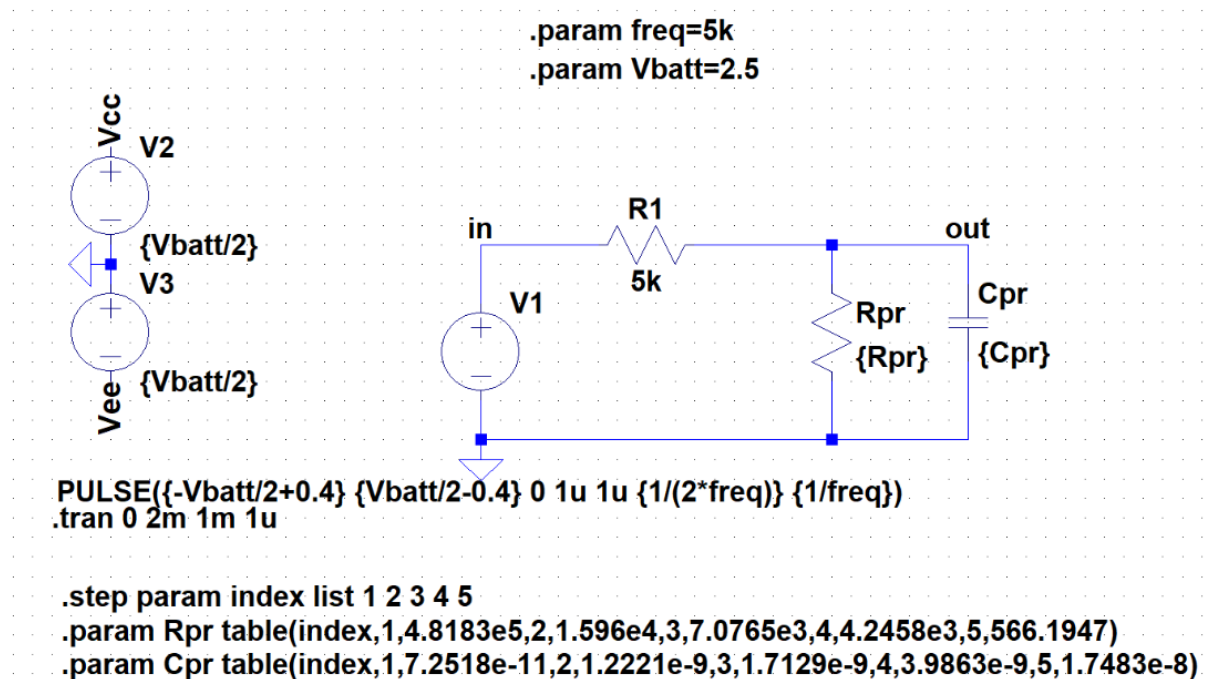 .param freq=5k
.param Vbatt=2.5
Vcc
V2
{Vbatt/2}
V3
{Vbatt/2}
Vee
in
R1
5k
out
V1
Rpr
{Rpr}
Cpr
{Cpr}
PULSE({-Vbatt/2+0.4} {Vbatt/2-0.4} 0 1u 1u {1/(2*freq)} {1/freq})
.tran 0 2m 1m 1u
.step param index list 1 2 3 4 5
.param Rpr table(index,1,4.8183e5,2,1.596e4,3,7.0765e3,4,4.2458e3,5,566.1947)
.param Cpr table(index,1,7.2518e-11,2,1.2221e-9,3,1.7129e-9,4,3.9863e-9,5,1.7483e-8)